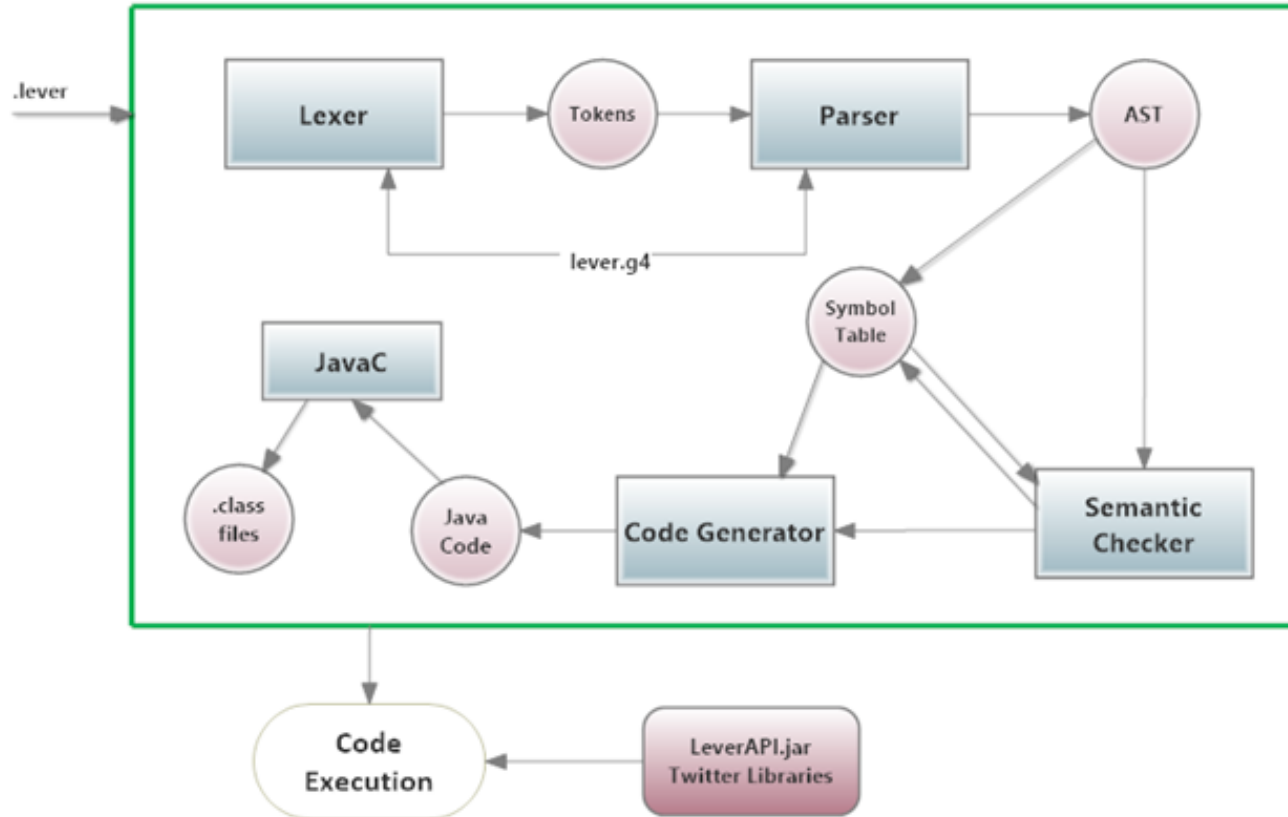 .lever
Lexer
Tokens
Parser
AST
lever.g4
Symbol
Table
JavaC
.class
files
Java
Code
Code Generator
Semantic
Checker
Code
Execution
LeverAPI.jar
Twitter Libraries